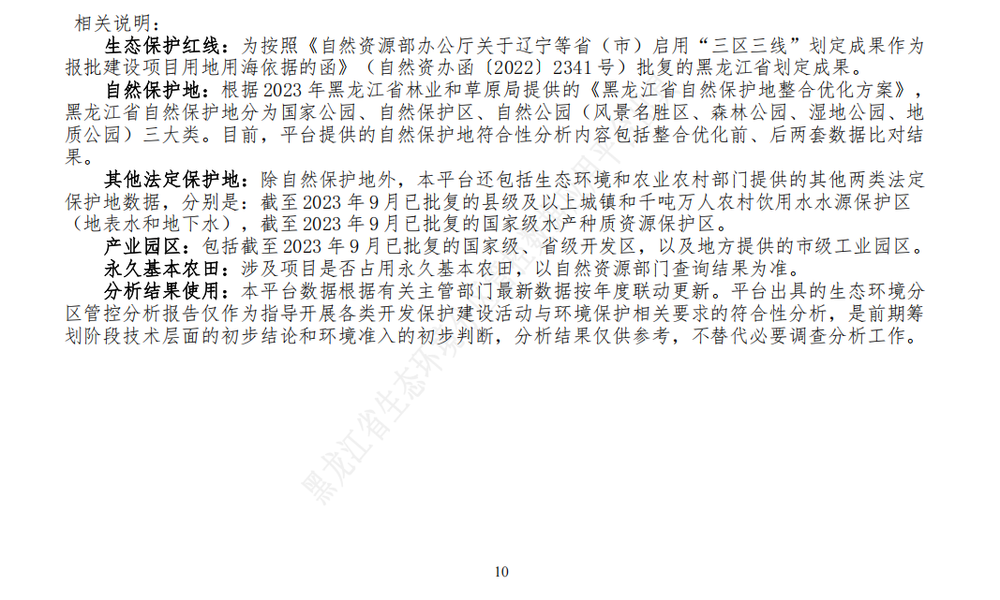 相关说明：
生态保护红线：为按照《自然资源部办公厅关于辽宁等省（市）启用“三区三线”划定成果作为
报批建设项目用地用海依据的函》（自然资办函〔2022〕2341号）批复的黑龙江省划定成果。
自然保护地：根据2023年黑龙江省林业和草原局提供的《黑龙江省自然保护地整合优化方案》，
黑龙江省自然保护地分为国家公园、自然保护区、自然公园（风景名胜区、森林公园、湿地公园、地
质公园）三大类。目前，平台提供的自然保护地符合性分析内容包括整合优化前、后两套数据比对结
果。
其他法定保护地：除自然保护地外，本平台还包括生态环境和农业农村部门提供的其他两类法定
保护地数据，分别是：截至2023年9月已批复的县级及以上城镇和千吨万人农村饮用水水源保护区
（地表水和地下水），截至2023年9月已批复的国家级水产种质资源保护区。
产业园区：包括截至2023年9月已批复的国家级、省级开发区，以及地方提供的市级工业园区。
永久基本农田：涉及项目是否占用永久基本农田，以自然资源部门查询结果为准。
分析结果使用：本平台数据根据有关主管部门最新数据按年度联动更新。平台出具的生态环境分
区管控分析报告仅作为指导开展各类开发保护建设活动与环境保护相关要求的符合性分析，是前期筹
划阶段技术层面的初步结论和环境准入的初步判断，分析结果仅供参考，不替代必要调查分析工作。
黑龙江省生态环境
10